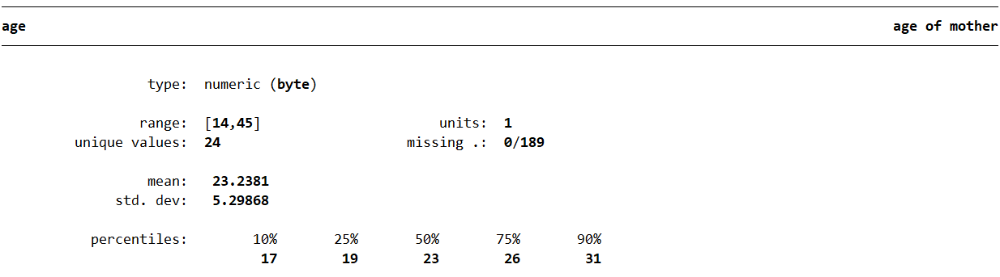 age age of mother
type: numeric (byte)
range: [14,45] units: 1
unique values: 24 missing .: 0/189
mean: 23.2381
std. dev: 5.29868
percentiles: 10% 25% 50% 75% 90%
17 19 23 26 31